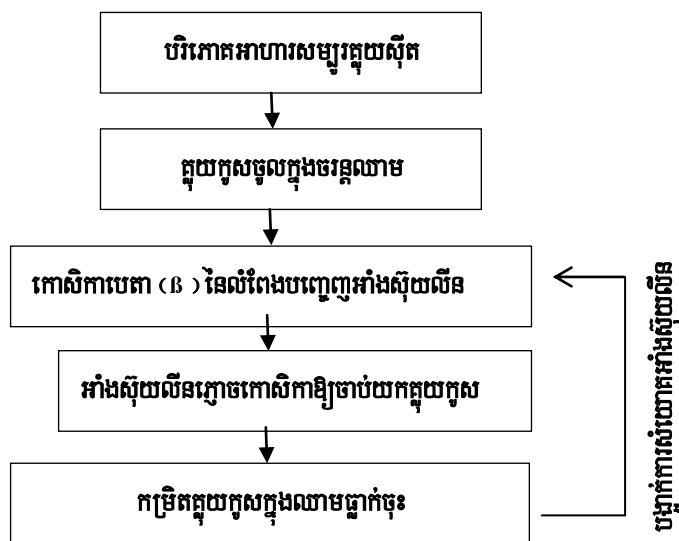 បរិភោគអាហារសម្បូរគ្លុយស៊ីត
គ្លុយកូសចូលក្នុងចរន្តឈាម
កោសិកាបេតា (ß ) នៃលំពែងបញ្ចេញអាំងស៊ុយលីន
អាំងស៊ុយលីនភ្ញោចកោសិកាឱ្យចាប់យកគ្លុយកូស
កម្រិតគ្លុយកូសក្នុងឈាមធ្លាក់ចុះ
បង្អាក់ការសំយោគអាំងស៊ុយលីន